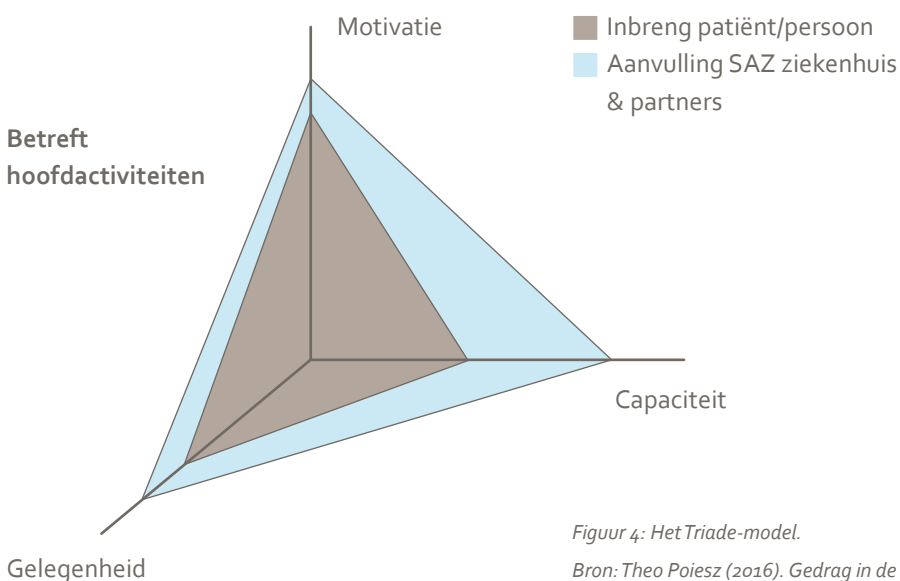 Motivatie
Inbreng patiënt/persoon
Aanvulling SAZ ziekenhuis
& partners
Betreft
hoofdactiviteiten
Capaciteit
Gelegenheid
Figuur 4: Het Triade-model.
Bron: Theo Poiesz (2016). Gedrag in de